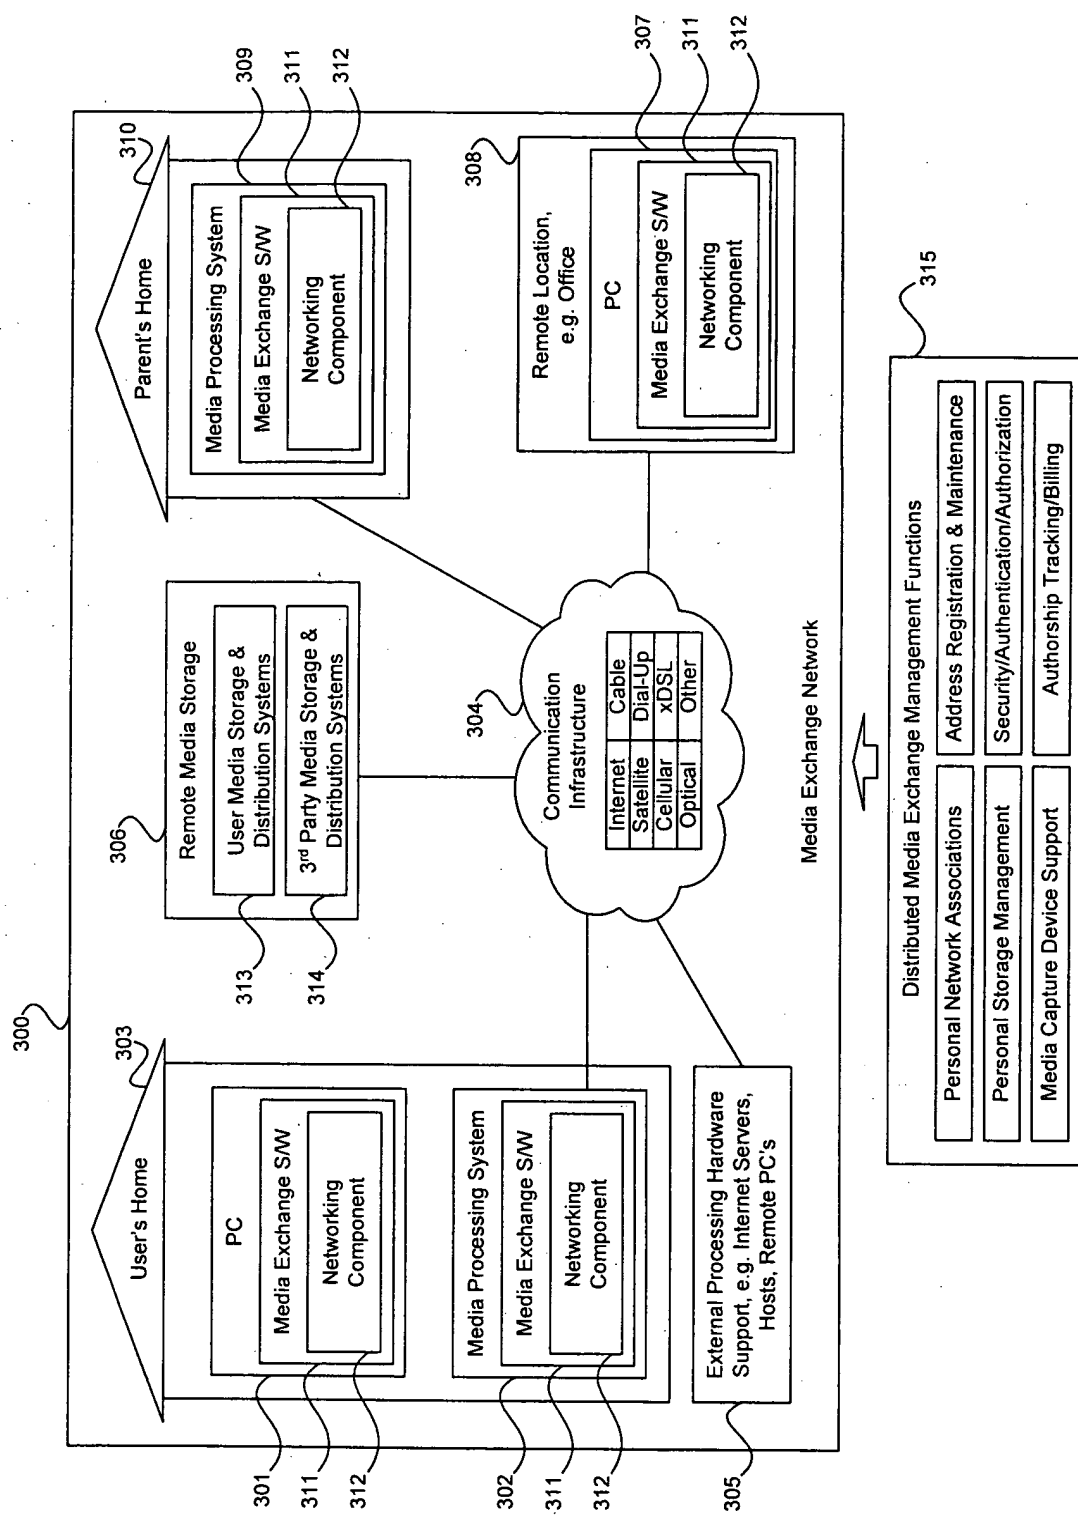 300
303
User's Home
PC
Media Exchange S/W
Networking
Component
301
311
312
Media Processing System
Media Exchange S/W
Networking
Component
302
311
312
External Processing Hardware
Support, e.g. Internet Servers,
Hosts, Remote PC's
305
306
Remote Media Storage
User Media Storage &
Distribution Systems
3rd Party Media Storage &
Distribution Systems
313
314
304
Communication
Infrastructure
Internet Cable
Satellite Dial-Up
Cellular xDSL
Optical Other
310
Parent's Home
Media Processing System
Media Exchange S/W
Networking
Component
309
311
312
308
Remote Location,
e.g. Office
PC
Media Exchange S/W
Networking
Component
307
311
312
Media Exchange Network
315
Distributed Media Exchange Management Functions
Personal Network Associations
Address Registration & Maintenance
Personal Storage Management
Security/Authentication/Authorization
Media Capture Device Support
Authorship Tracking/Billing